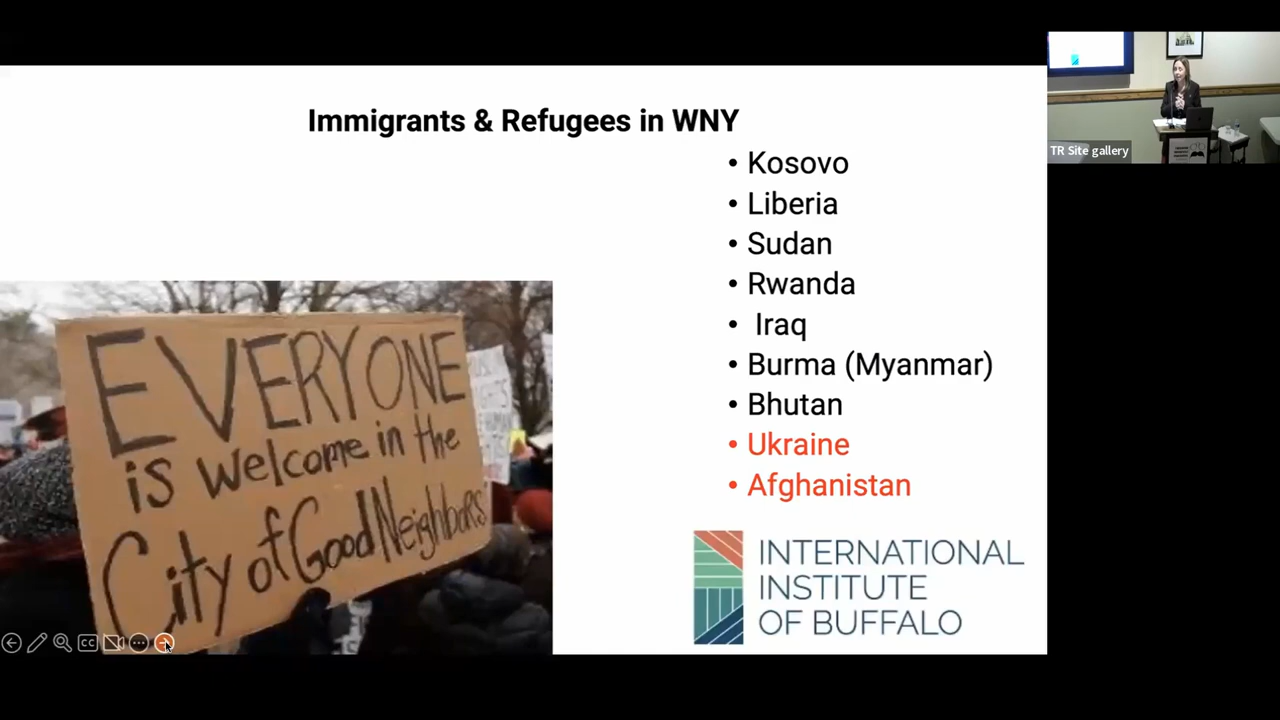 Immigrants & Refugees in WNY
• Kosovo
• Liberia
• Sudan
• Rwanda
• Iraq
• Burma (Myanmar)
• Bhutan
• Ukraine
• Afghanistan
EVERYONE
is welcome in the
City of Good Neighbors
INTERNATIONAL
INSTITUTE
OF BUFFALO
CC
TR Site gallery